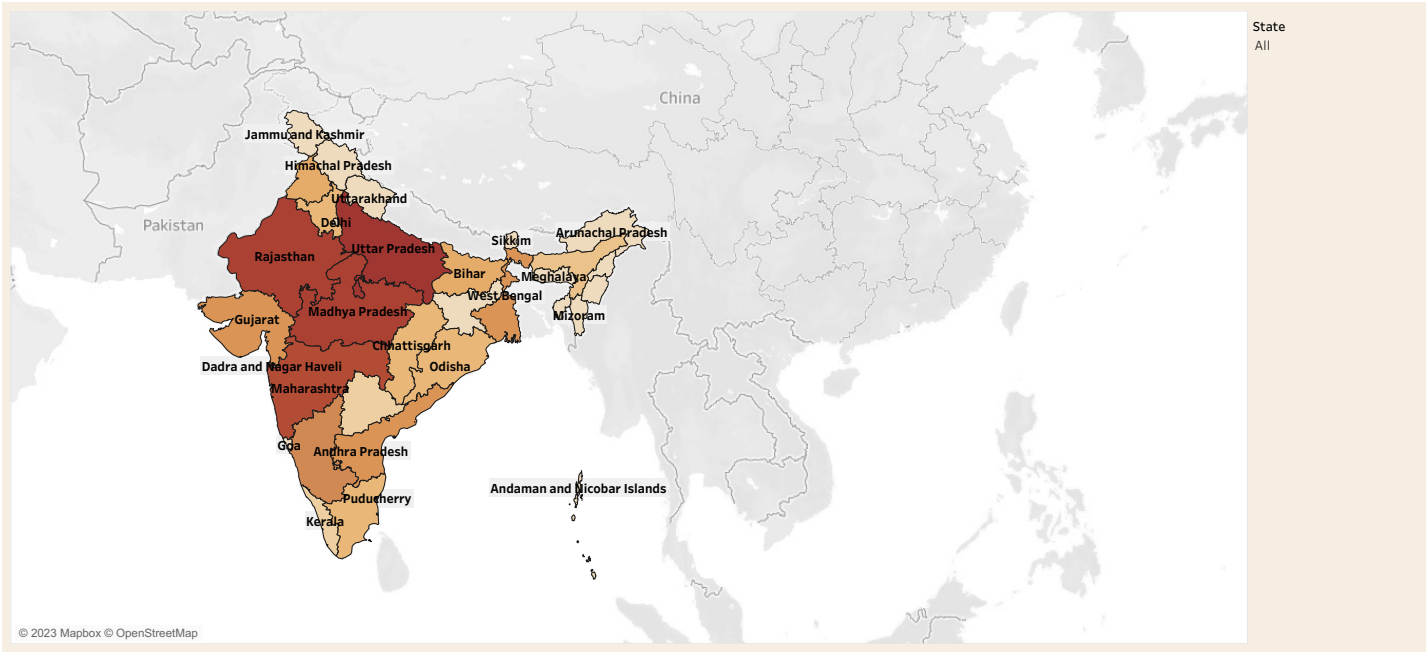 State
All
China
Jammu and Kashmir
Himachal Pradesh
Uttarakhand
Pakistan
Delhi
Sikkim
Arunachal Pradesh
Uttar Pradesh
Rajasthan
Bihar
Meghalaya
West Bengal
Madhya Pradesh
Mizoram
Gujarat
Chhattisgarh
Dadra and Nagar Haveli
Odisha
Maharashtra
Goa
Andhra Pradesh
Andaman and Nicobar Islands
Puducherry
Kerala
© 2023 Mapbox © OpenStreetMap